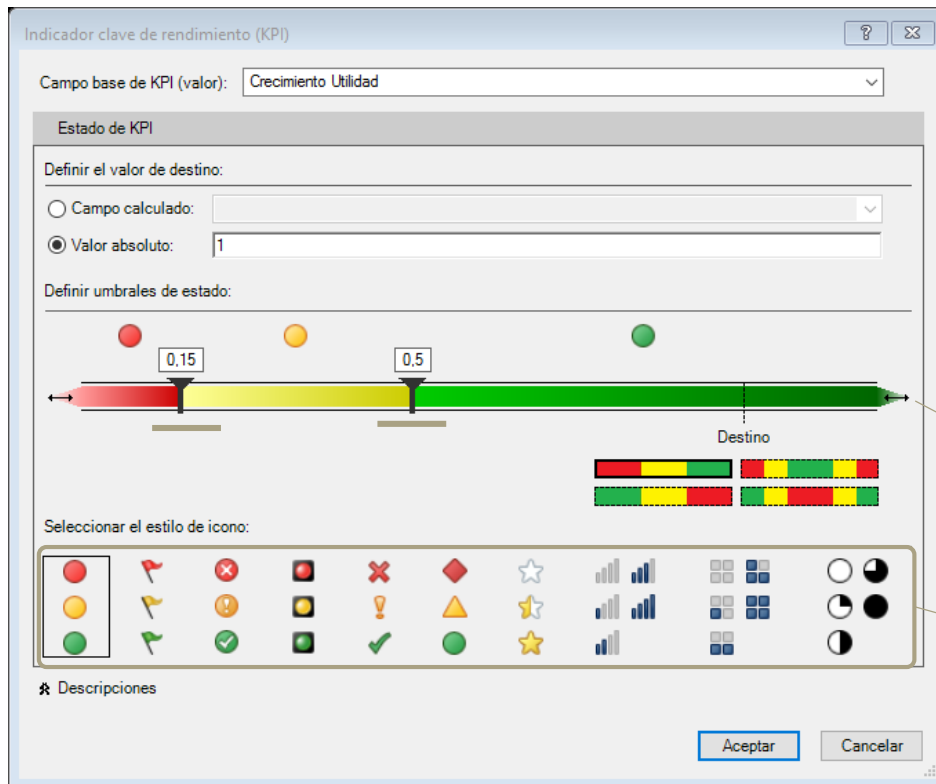 Indicador clave de rendimiento (KPI)
Campo base de KPI (valor): Crecimiento Utilidad
Estado de KPI
Definir el valor de destino:
Campo calculado:
Valor absoluto: 1
Definir umbrales de estado:
0,15 0,5
Destino
Seleccionar el estilo de icono:
Descripciones
Aceptar Cancelar